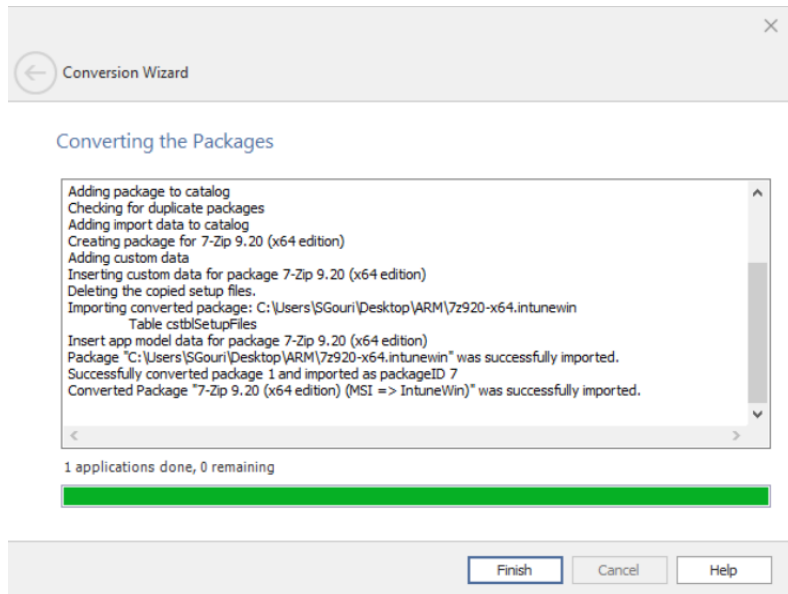 Conversion Wizard
Converting the Packages
Adding package to catalog
Checking for duplicate packages
Adding import data to catalog
Creating package for 7-Zip 9.20 (x64 edition)
Adding custom data
Inserting custom data for package 7-Zip 9.20 (x64 edition)
Deleting the copied setup files.
Importing converted package: C:\Users\SGouri\Desktop\ARM\7z920-x64.intunewin
Table cstblSetupFiles
Insert app model data for package 7-Zip 9.20 (x64 edition)
Package "C:\Users\SGouri\Desktop\ARM\7z920-x64.intunewin" was successfully imported.
Successfully converted package 1 and imported as packageID 7
Converted Package "7-Zip 9.20 (x64 edition) (MSI => IntuneWin)" was successfully imported.
1 applications done, 0 remaining
Finish Cancel Help